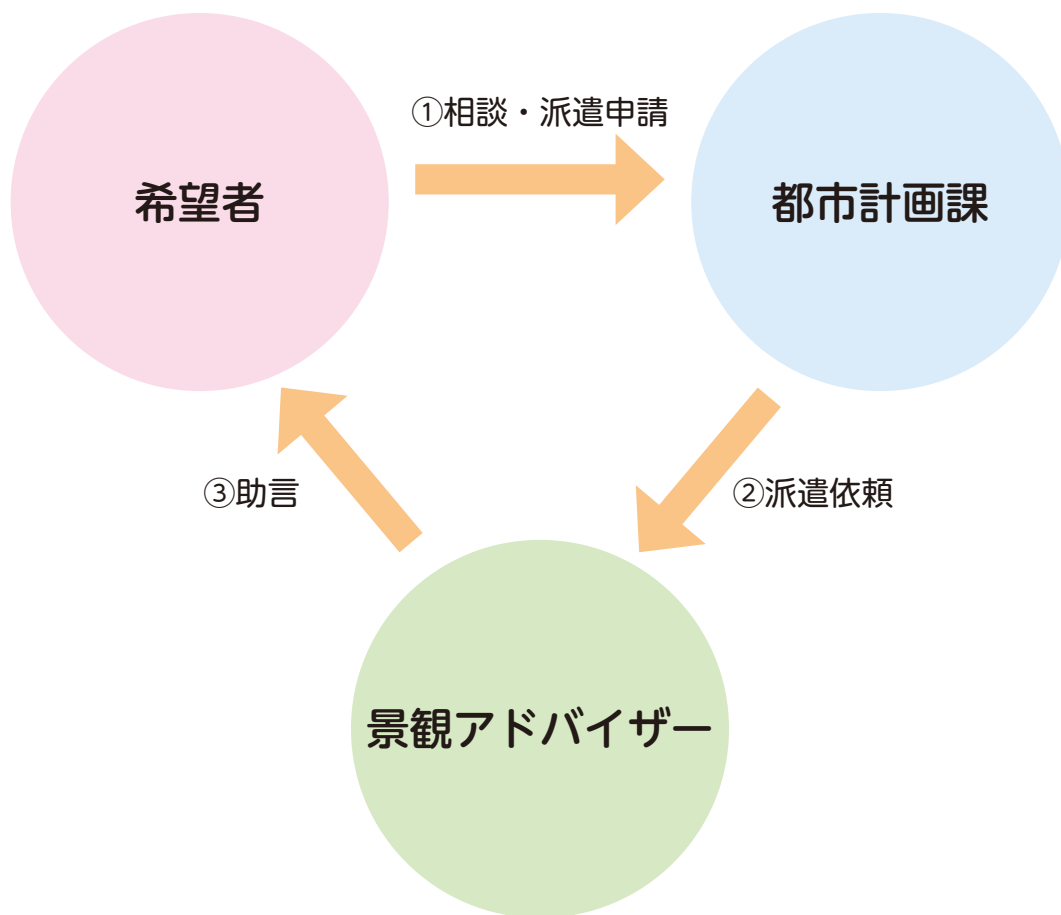 ①相談・派遣申請
希望者
都市計画課
③助言
②派遣依頼
景観アドバイザー